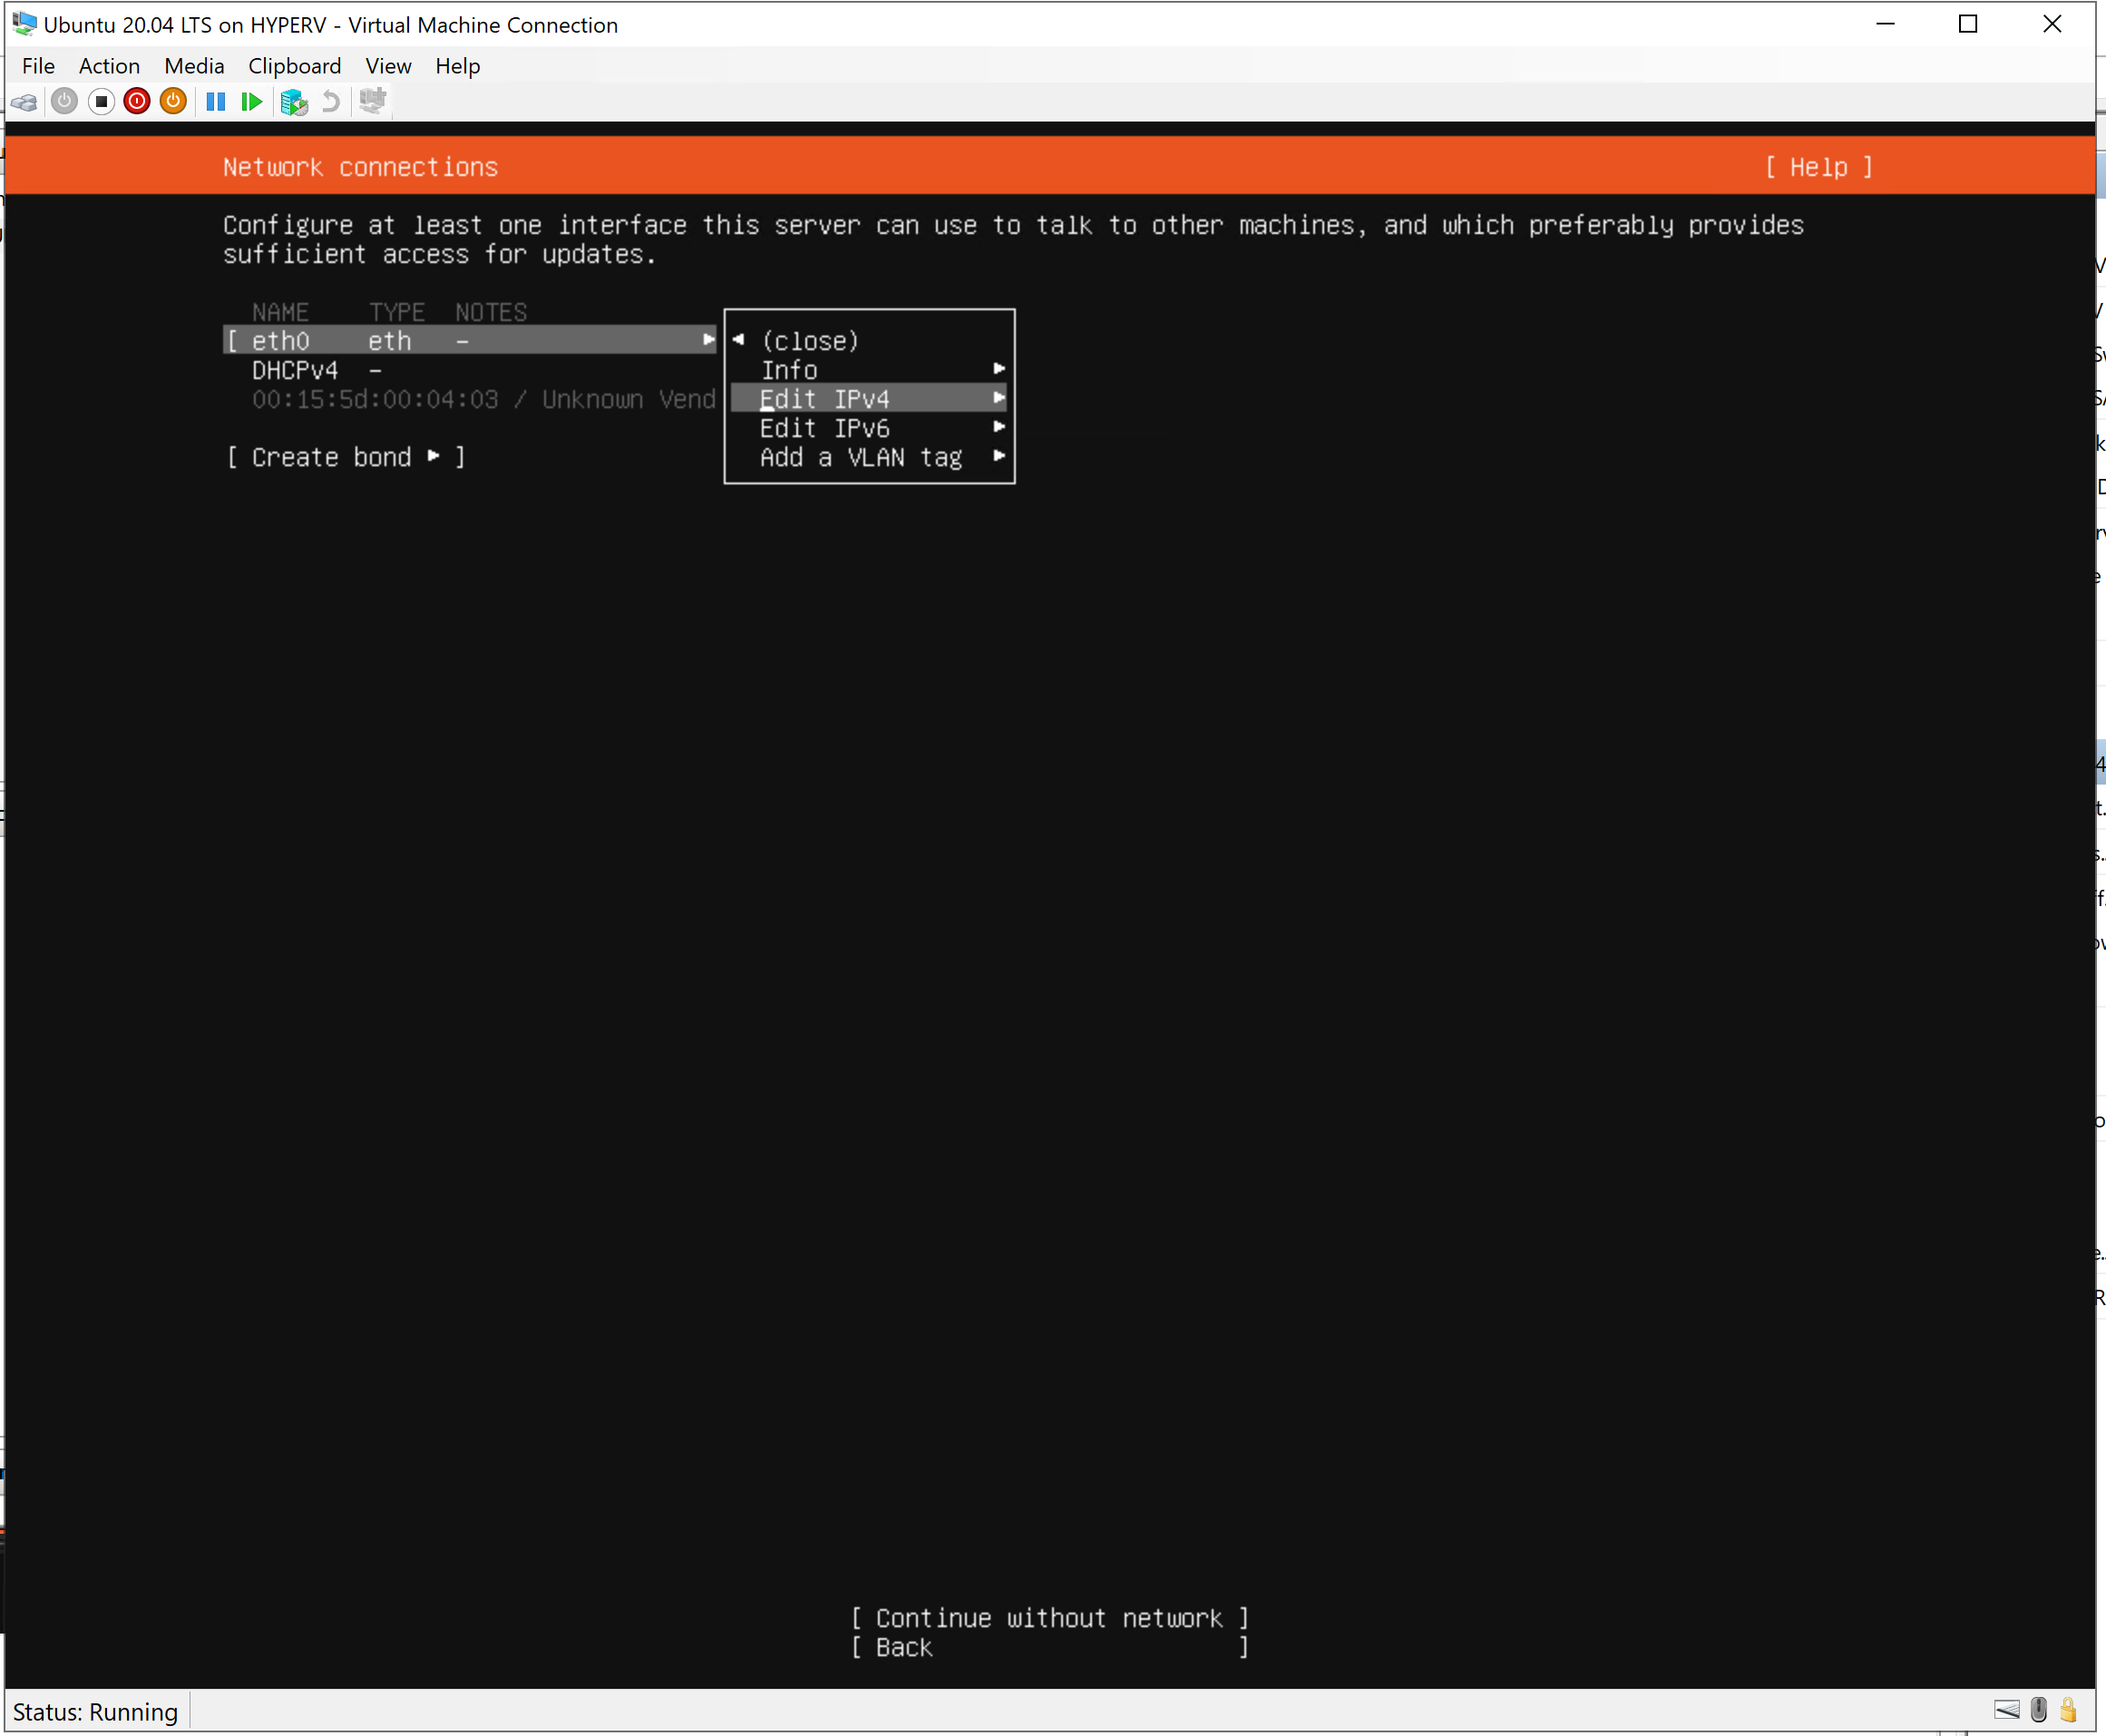 Ubuntu 20.04 LTS on HYPERV - Virtual Machine Connection
File Action Media Clipboard View Help
Network connections [ Help ]
Configure at least one interface this server can use to talk to other machines, and which preferably provides
sufficient access for updates.
NAME TYPE NOTES
[ eth0 eth - ▸
◂ (close)
DHCPv4 -
Info ▸
00:15:5d:00:04:03 / Unknown Vend
Edit IPv4 ▸
Edit IPv6 ▸
[ Create bond ▸ ]
Add a VLAN tag ▸
[ Continue without network ]
[ Back ]
Status: Running